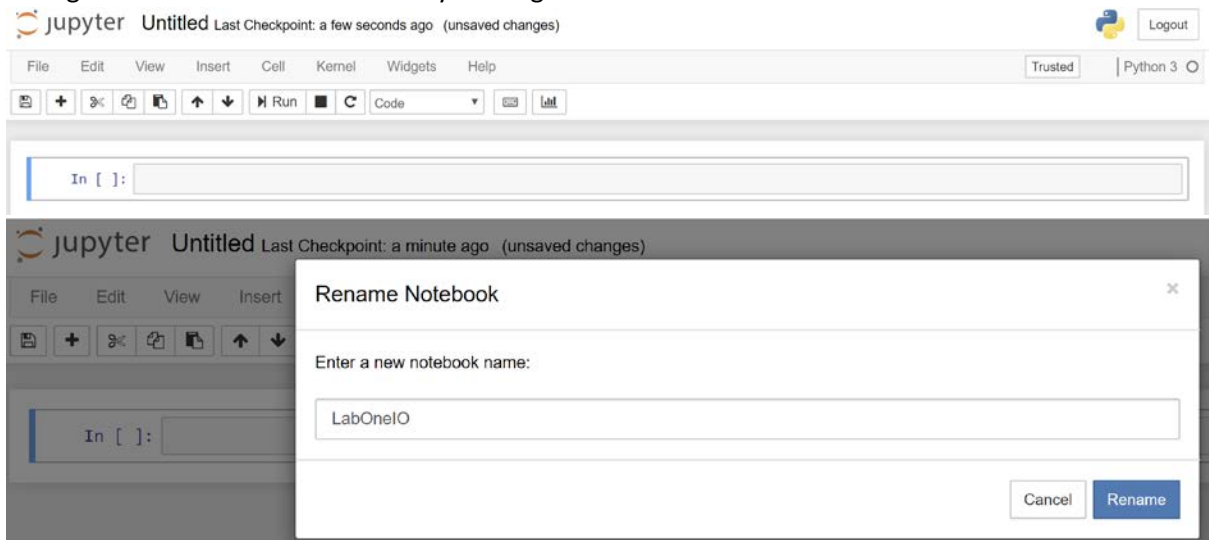 jupyter Untitled Last Checkpoint: a few seconds ago (unsaved changes) Logout
File Edit View Insert Cell Kernel Widgets Help Trusted Python 3
Run Code
In [ ]:
jupyter Untitled Last Checkpoint: a minute ago (unsaved changes)
File Edit View Insert
Rename Notebook
Enter a new notebook name:
LabOneIO
In [ ]:
Cancel Rename